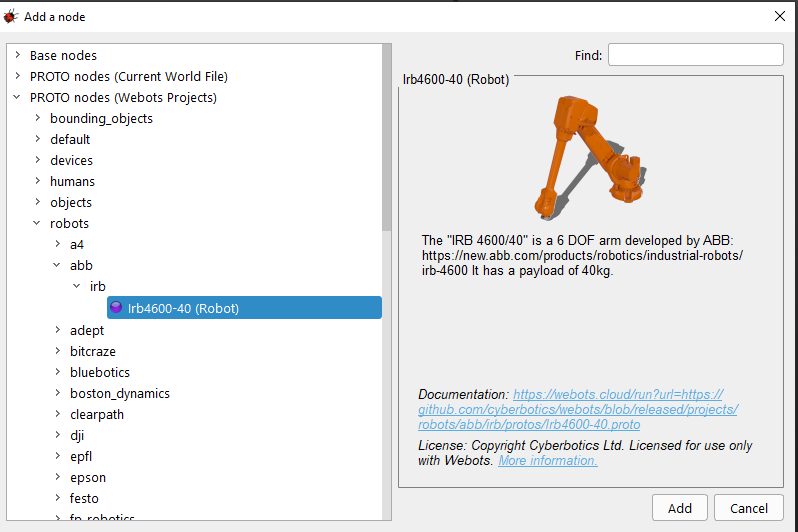 Add a node
Base nodes
PROTO nodes (Current World File)
PROTO nodes (Webots Projects)
bounding_objects
default
devices
humans
objects
robots
a4
abb
irb
Irb4600-40 (Robot)
adept
bitcraze
bluebotics
boston_dynamics
clearpath
dji
epfl
epson
festo
fp_robotics
Find:
Irb4600-40 (Robot)
The "IRB 4600/40" is a 6 DOF arm developed by ABB:
https://new.abb.com/products/robotics/industrial-robots/
irb-4600 It has a payload of 40kg.
Documentation: https://webots.cloud/run?url=https://
github.com/cyberbotics/webots/blob/released/projects/
robots/abb/irb/protos/Irb4600-40.proto
License: Copyright Cyberbotics Ltd. Licensed for use only
with Webots. More information.
Add
Cancel